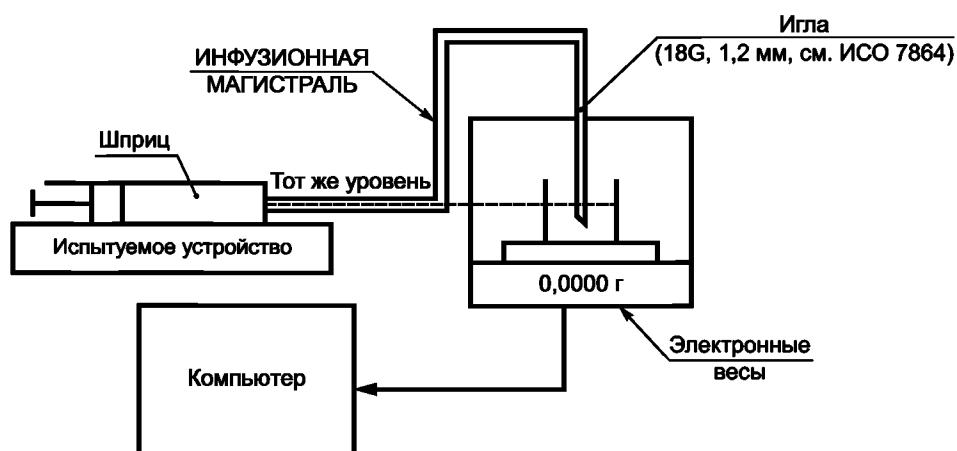 Игла
(18G, 1,2 мм, см. ИСО 7864)
ИНФУЗИОННАЯ
МАГИСТРАЛЬ
Шприц
Тот же уровень
Испытуемое устройство
0,0000 г
Электронные
весы
Компьютер